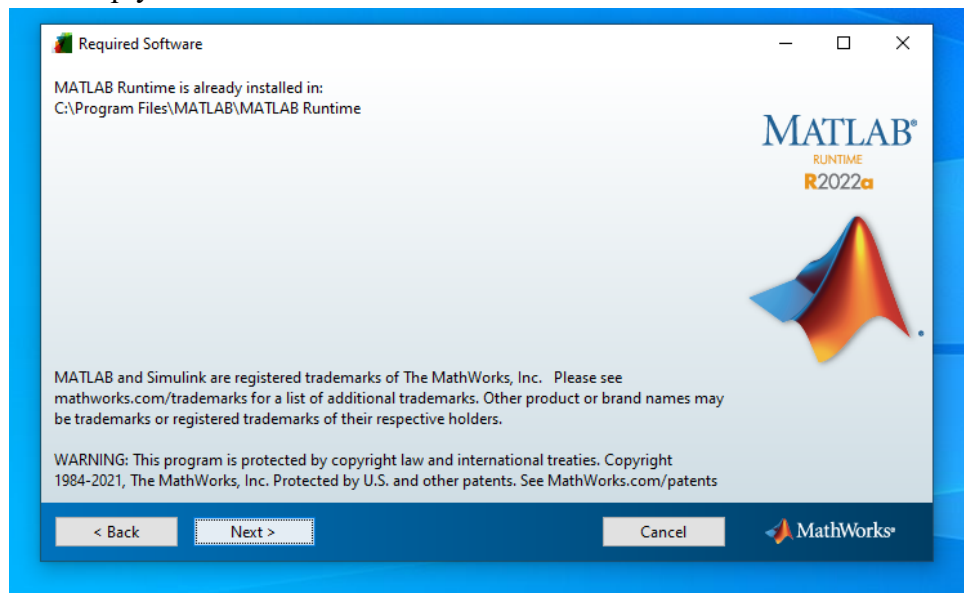 Required Software
MATLAB Runtime is already installed in:
C:\Program Files\MATLAB\MATLAB Runtime
MATLAB®
RUNTIME
R2022a
MATLAB and Simulink are registered trademarks of The MathWorks, Inc.   Please see
mathworks.com/trademarks for a list of additional trademarks. Other product or brand names may
be trademarks or registered trademarks of their respective holders.
WARNING: This program is protected by copyright law and international treaties. Copyright
1984-2021, The MathWorks, Inc. Protected by U.S. and other patents. See MathWorks.com/patents
< Back
Next >
Cancel
MathWorks®